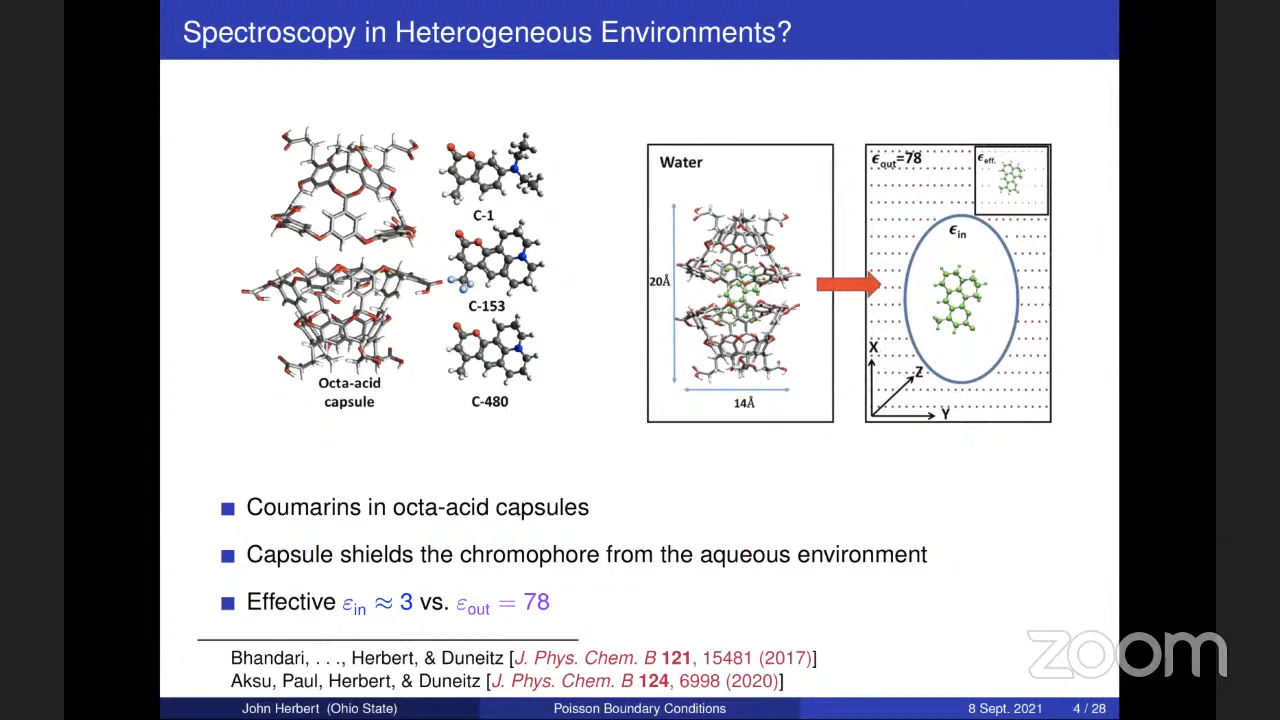 Spectroscopy in Heterogeneous Environments?
C-1
C-153
C-480
Octa-acid
capsule
Water
20Å
14Å
ϵout=78
ϵeff.
ϵin
X
Z
Y
Coumarins in octa-acid capsules
Capsule shields the chromophore from the aqueous environment
Effective εin ≈ 3 vs. εout = 78
Bhandari, . . ., Herbert, & Duneitz [J. Phys. Chem. B 121, 15481 (2017)]
Aksu, Paul, Herbert, & Duneitz [J. Phys. Chem. B 124, 6998 (2020)]
zoom
John Herbert (Ohio State) Poisson Boundary Conditions 8 Sept. 2021 4 / 28